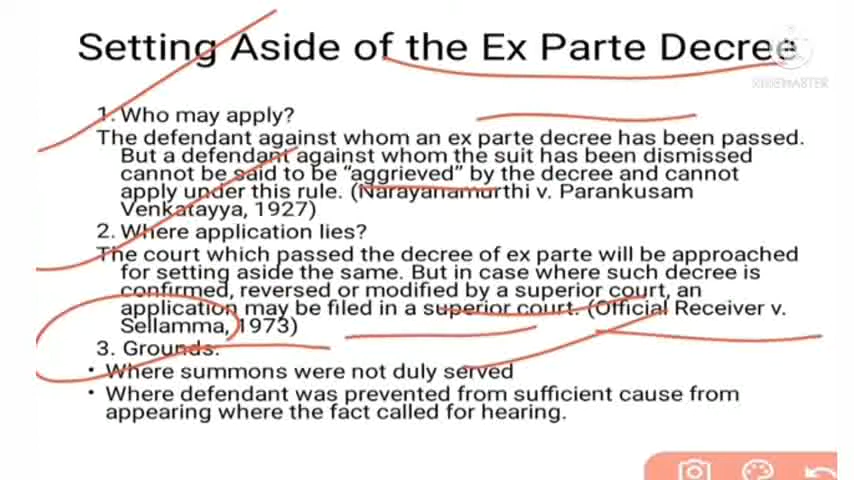 Setting Aside of the Ex Parte Decree
KINEMASTER
1. Who may apply?
The defendant against whom an ex parte decree has been passed.
But a defendant against whom the suit has been dismissed
cannot be said to be "aggrieved" by the decree and cannot
apply under this rule. (Narayanamurthi v. Parankusam
Venkatayya, 1927)
2. Where application lies?
The court which passed the decree of ex parte will be approached
for setting aside the same. But in case where such decree is
confirmed, reversed or modified by a superior court, an
application may be filed in a superior court. (Official Receiver v.
Sellamma, 1973)
3. Grounds:
• Where summons were not duly served
• Where defendant was prevented from sufficient cause from
appearing where the fact called for hearing.